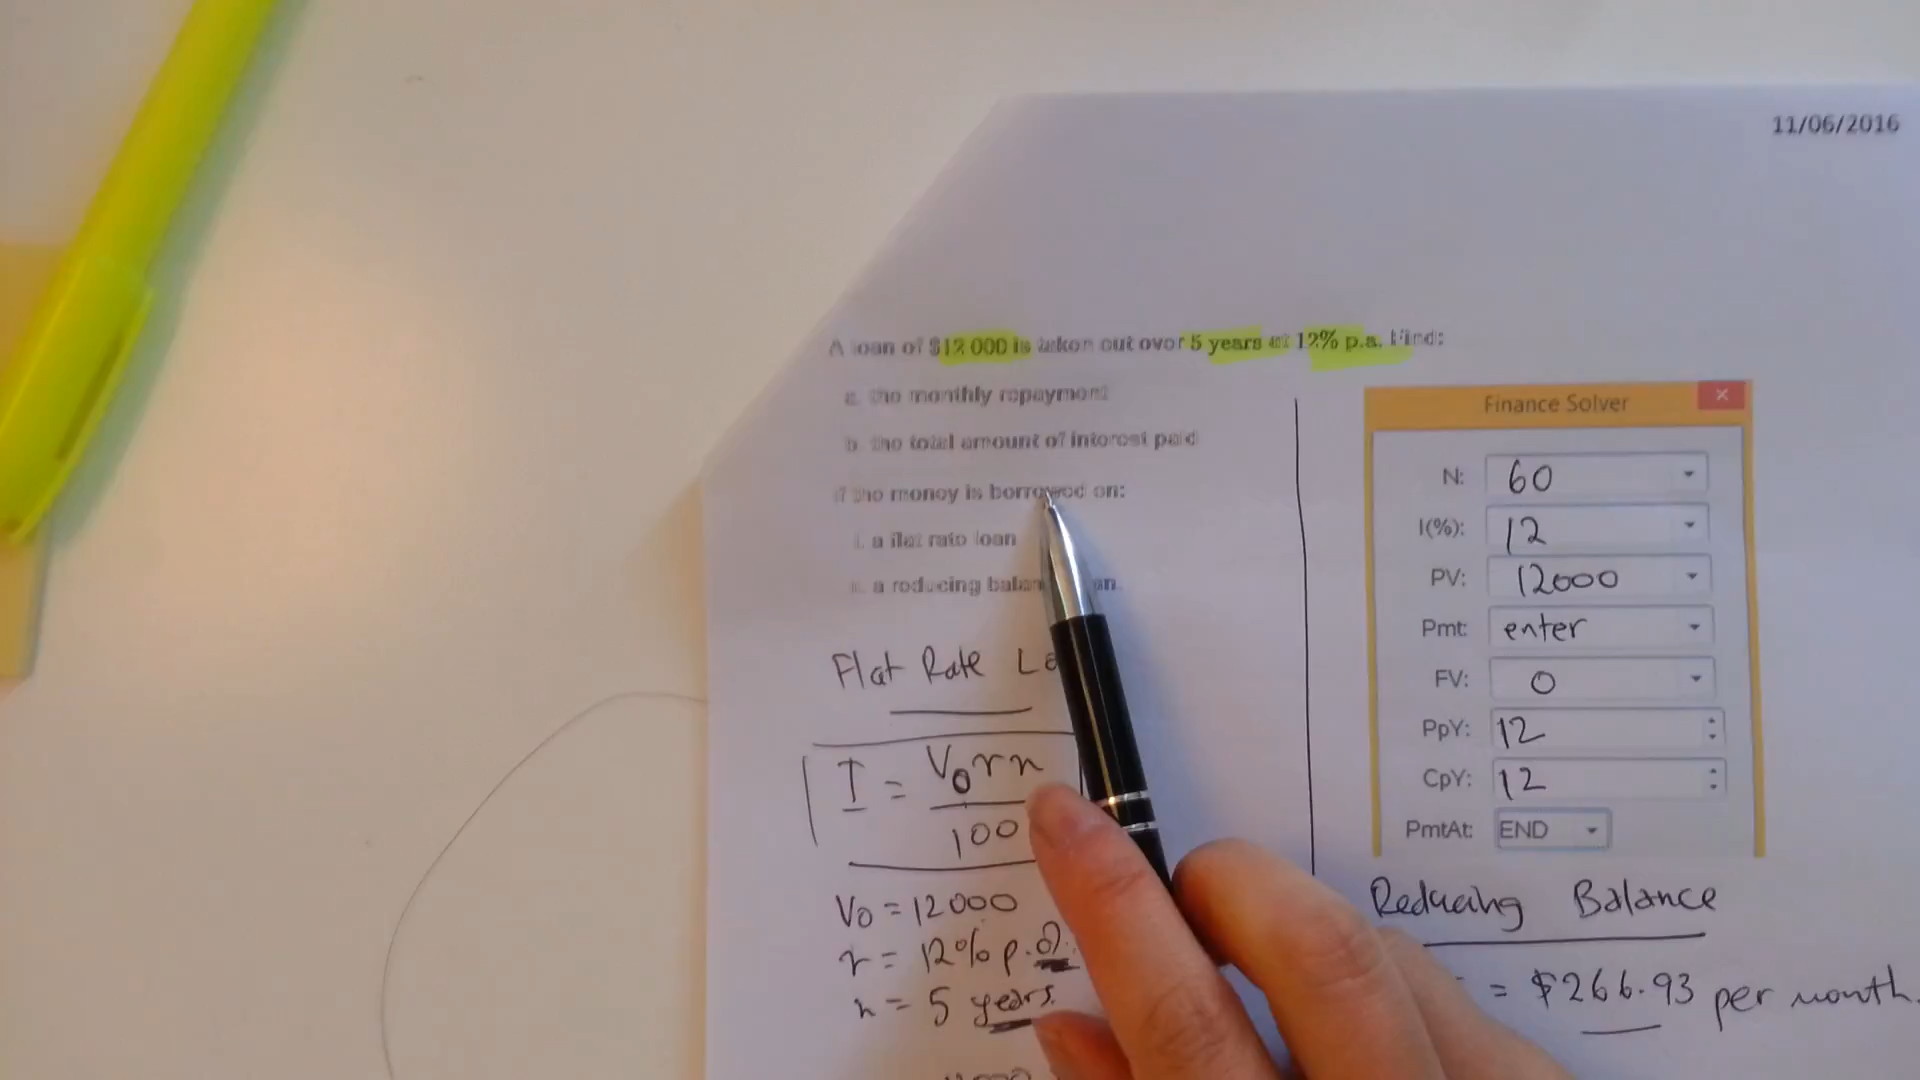 11/06/2016
A loan of $12 000 is taken out over 5 years at 12% p.a. Find:
a. the monthly repayment
b. the total amount of interest paid
if the money is borrowed on:
i. a flat rate loan
ii. a reducing
Flat Rate
I = V₀rn
100
V₀ = 12000
r = 12% p.a.
n = 5 years.
Finance Solver
N: 60
I(%): 12
PV: 12000
Pmt: enter
FV: 0
PpY: 12
CpY: 12
PmtAt: END
Reducing Balance
= $266.93 per month.